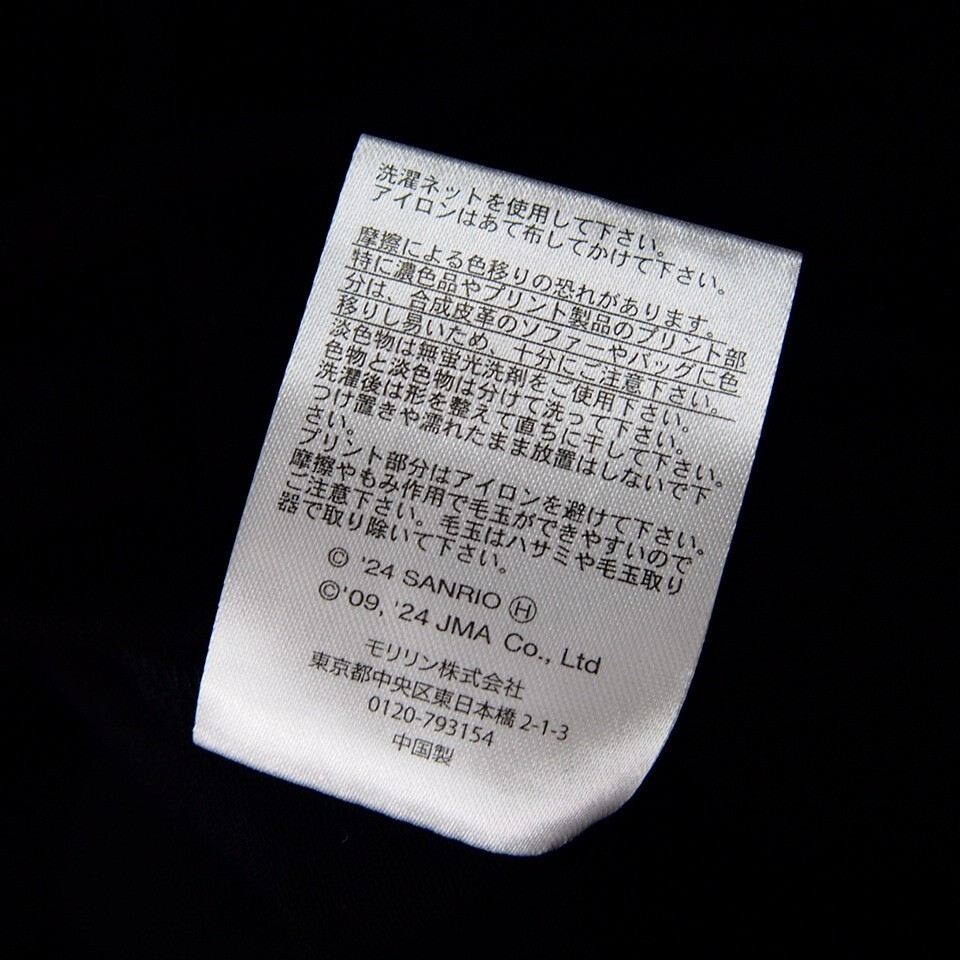 洗濯ネットを使用して下さい。
アイロンはあて布してかけて下さい。
摩擦による色移りの恐れがあります。
特に濃色品やプリント製品のプリント部
分は、合成皮革のソファーやバッグに色
移りし易いため、十分にご注意下さい。
淡色物は無蛍光洗剤をご使用下さい。
色物と淡色物は分けて洗って下さい。
洗濯後は形を整えて直ちに干して下さい。
つけ置きや濡れたまま放置はしないで下
さい。
プリント部分はアイロンを避けて下さい。
摩擦やもみ作用で毛玉ができやすいので
ご注意下さい。毛玉はハサミや毛玉取り
器で取り除いて下さい。
© '24 SANRIO Ⓗ
©'09, '24 JMA Co., Ltd
モリリン株式会社
東京都中央区東日本橋2-1-3
0120-793154
中国製